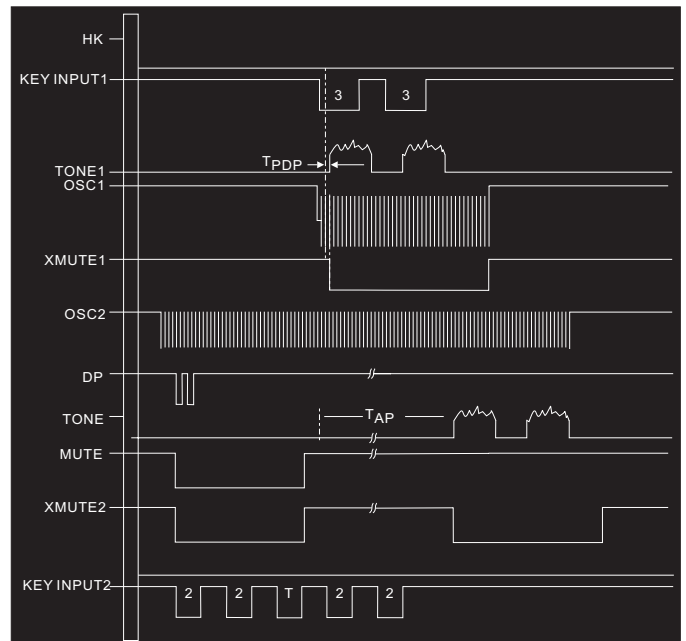 HK
KEY INPUT1
3 3
TPDP
TONE1
OSC1
XMUTE1
OSC2
DP
TONE
TAP
MUTE
XMUTE2
KEY INPUT2
2 2 T 2 2